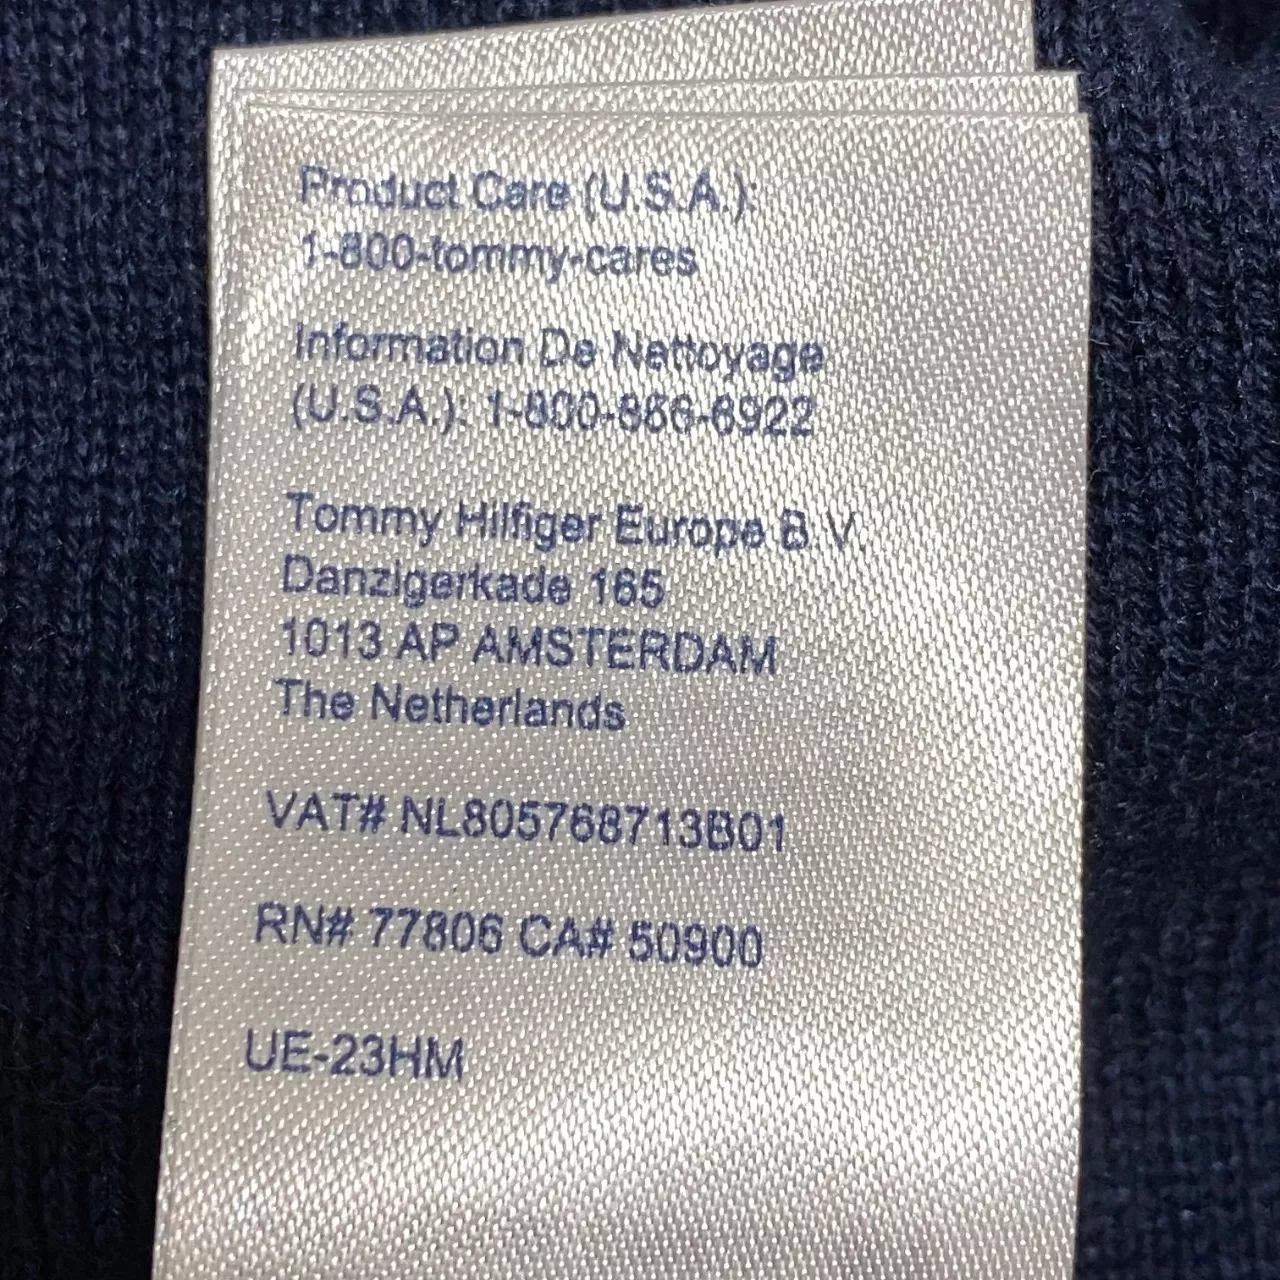 Product Care (U.S.A.):
1-800-tommy-cares
Information De Nettoyage
(U.S.A.): 1-800-866-6922
Tommy Hilfiger Europe B.V.
Danzigerkade 165
1013 AP AMSTERDAM
The Netherlands
VAT# NL805768713B01
RN# 77806 CA# 50900
UE-23HM